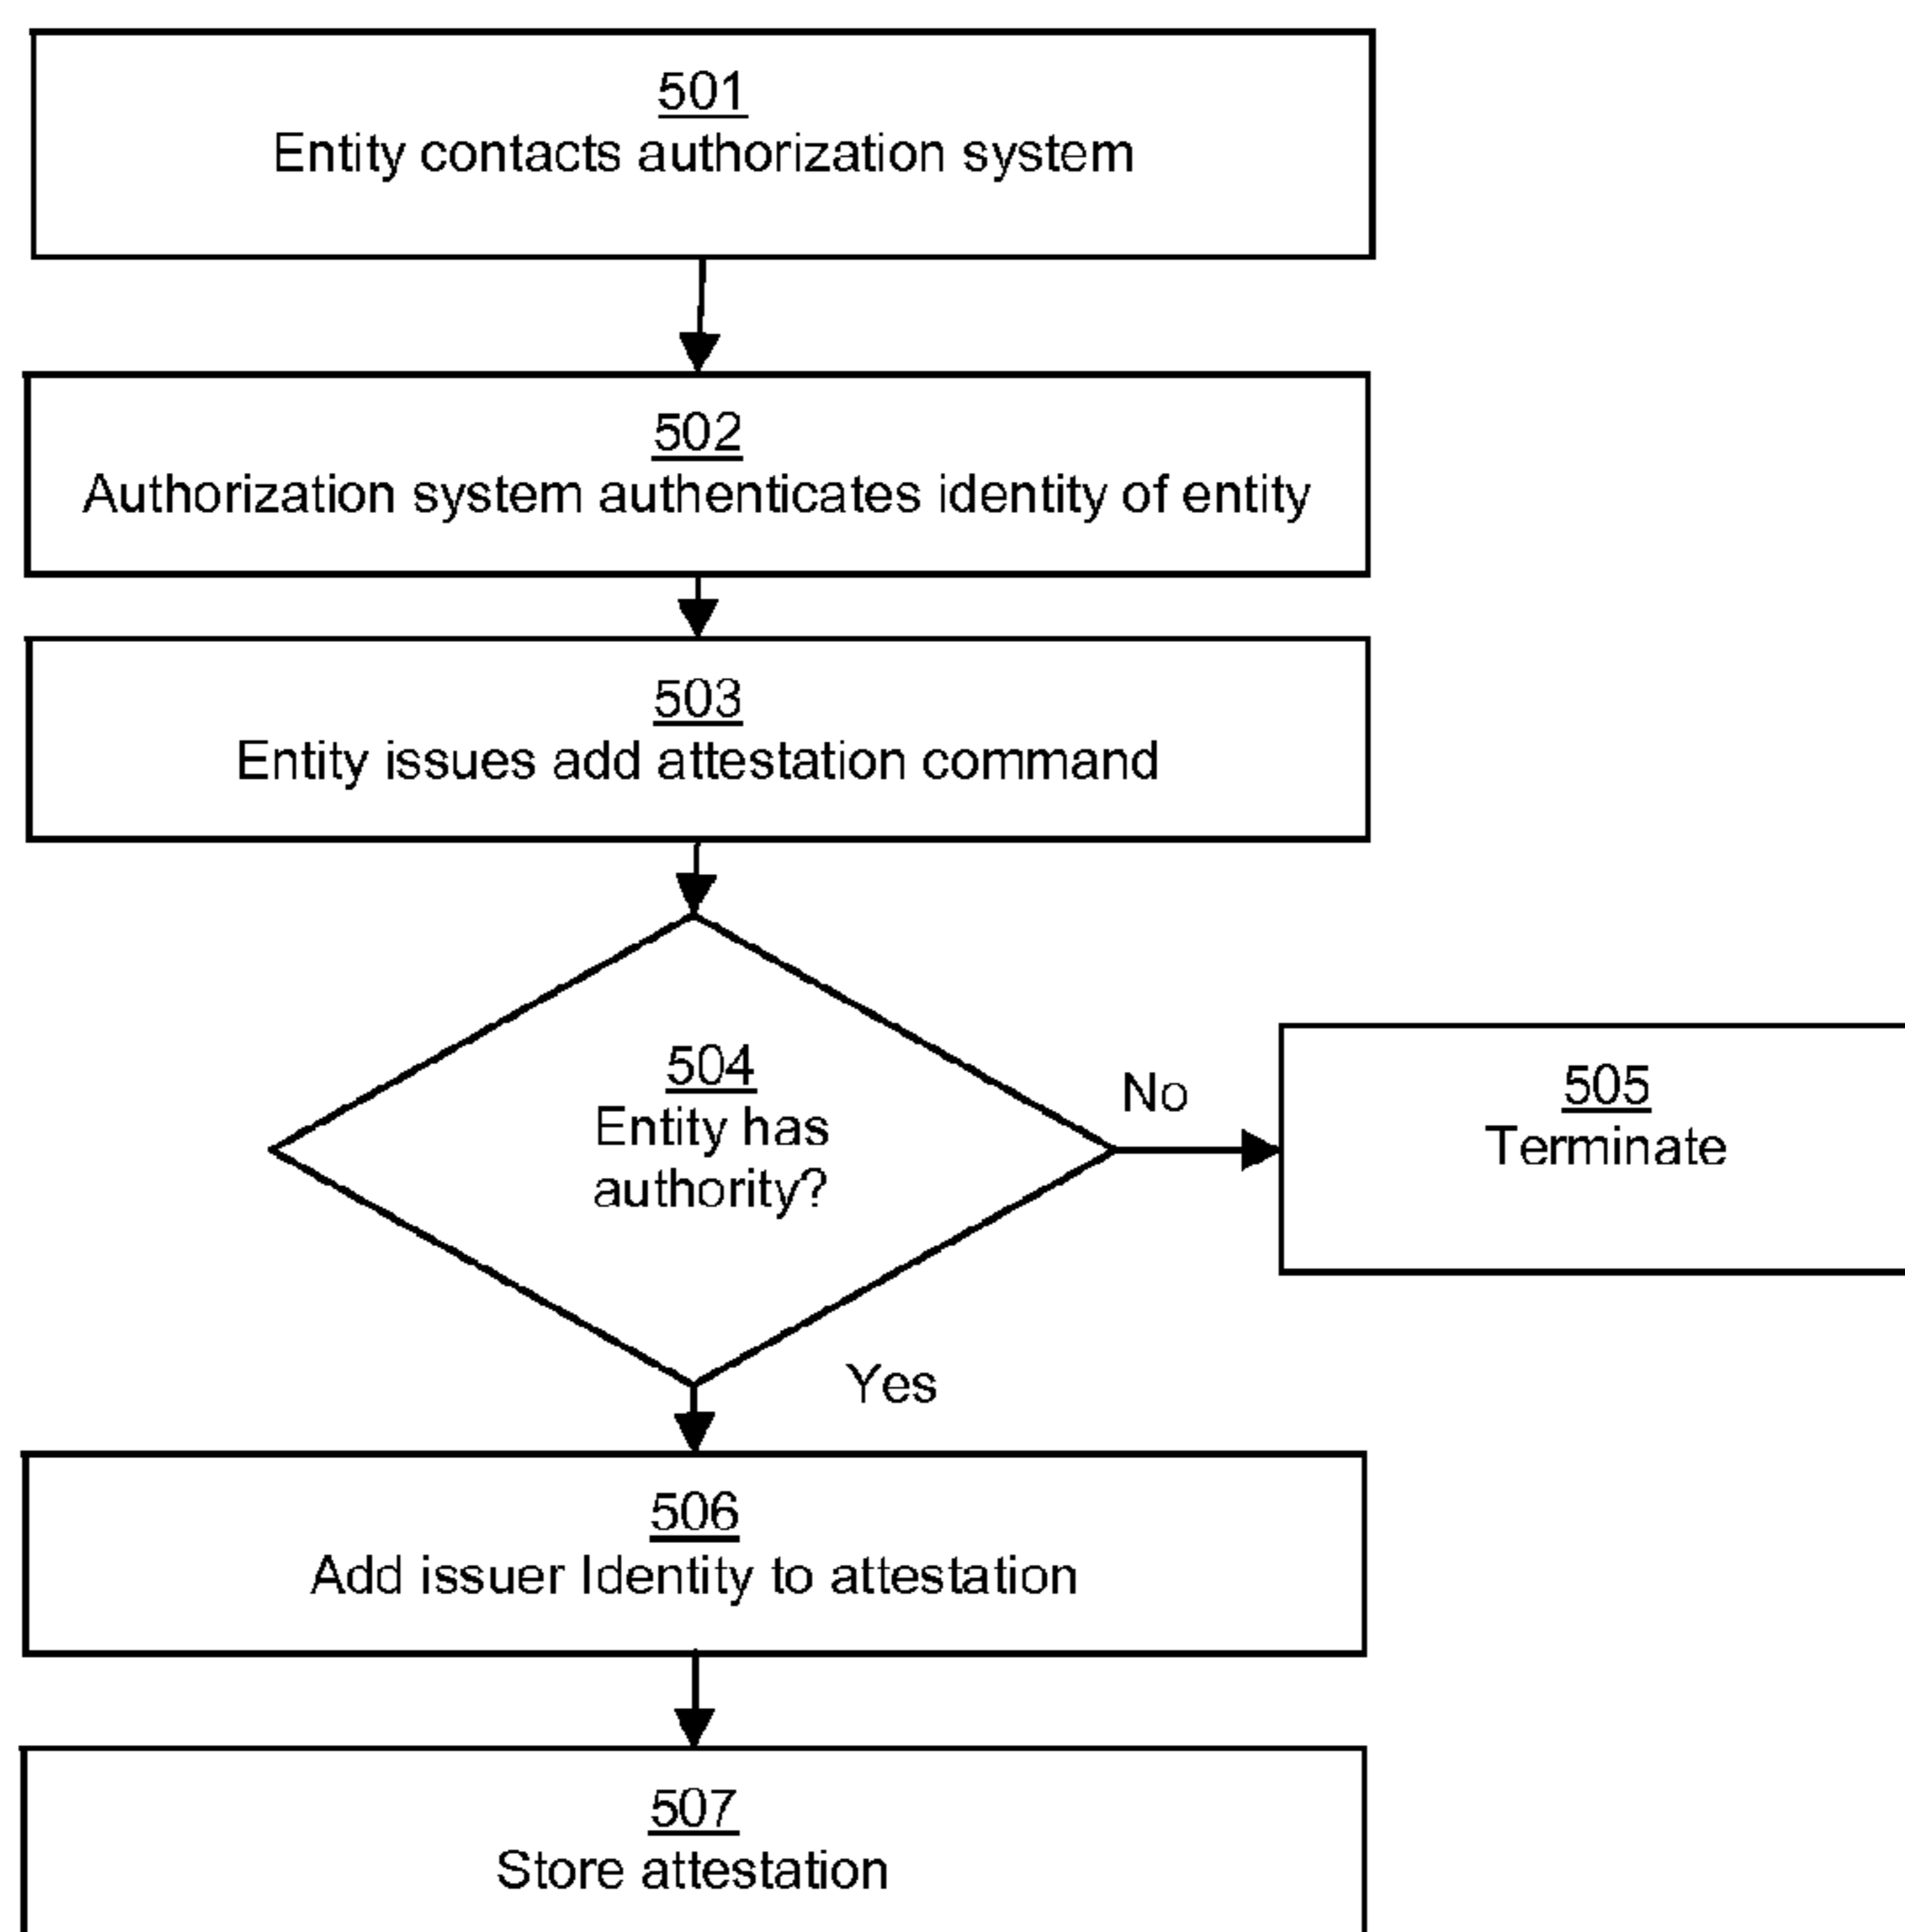 501
Entity contacts authorization system
502
Authorization system authenticates identity of entity
503
Entity issues add attestation command
504
Entity has
authority?
No
505
Terminate
Yes
506
Add issuer Identity to attestation
507
Store attestation